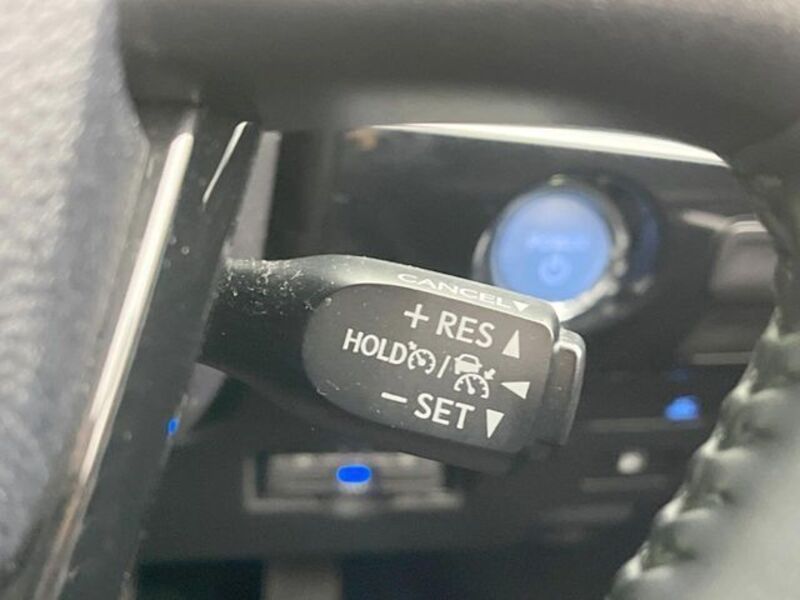 CANCEL▼
+ RES ▲
HOLD /
− SET ▼